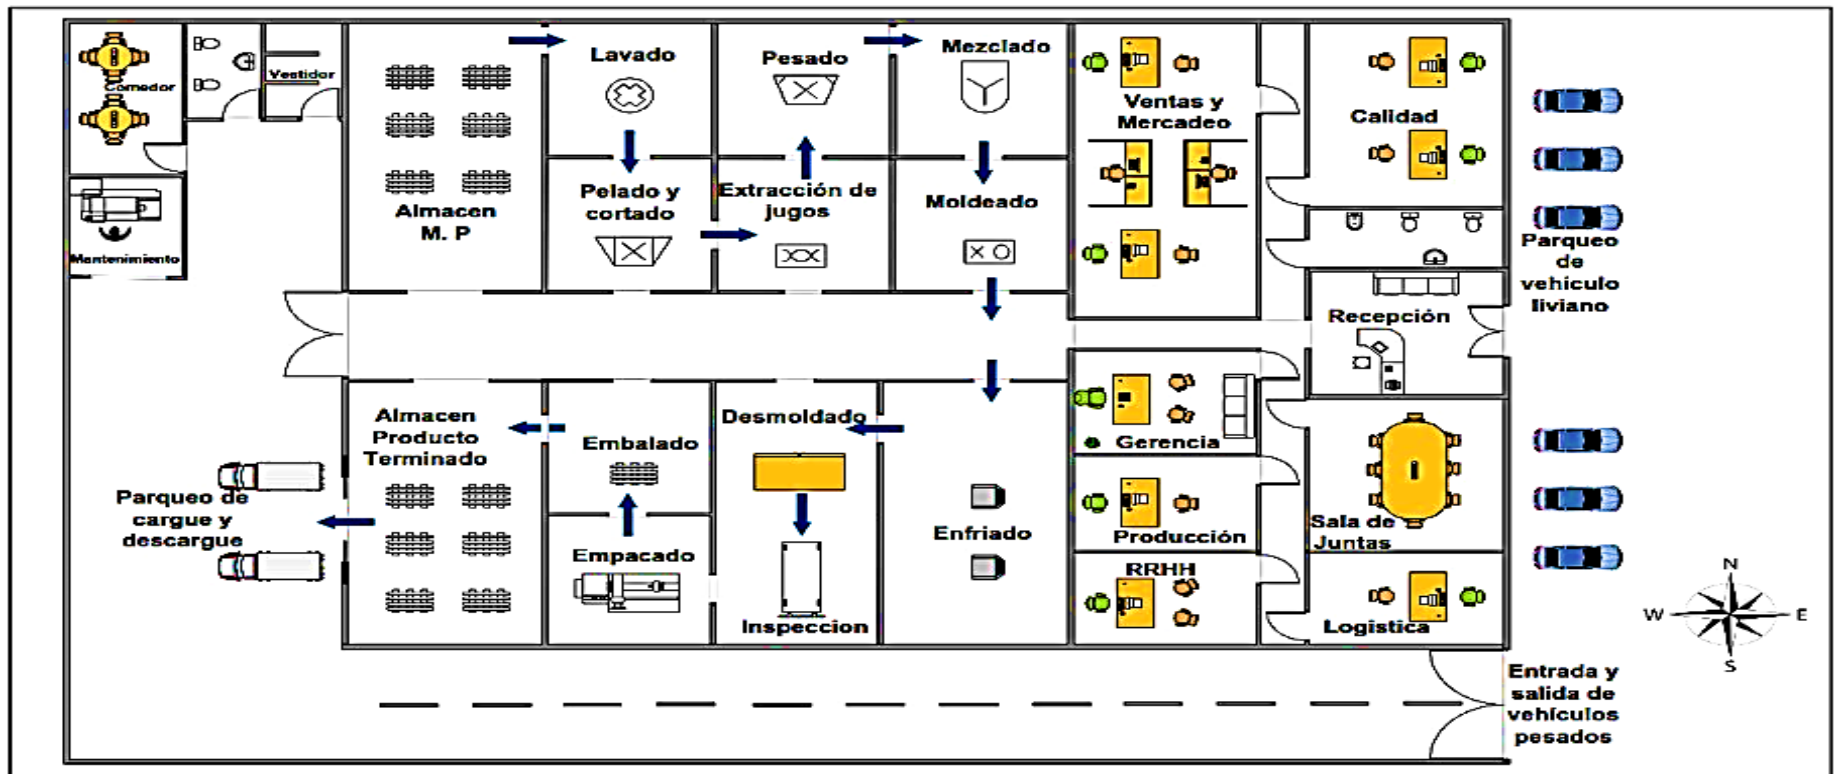 Comedor
Vestidor
Mantenimiento
Almacen
M. P
Lavado
Pelado y
cortado
Pesado
Extracción de
jugos
Mezclado
Moldeado
Ventas y
Mercadeo
Calidad
Parqueo
de
vehículo
liviano
Recepción
Almacen
Producto
Terminado
Embalado
Empacado
Desmoldado
Inspeccion
Enfriado
Gerencia
Producción
RRHH
Sala de
Juntas
Logistica
Parqueo de
cargue y
descargue
N
W
E
S
Entrada y
salida de
vehículos
pesados